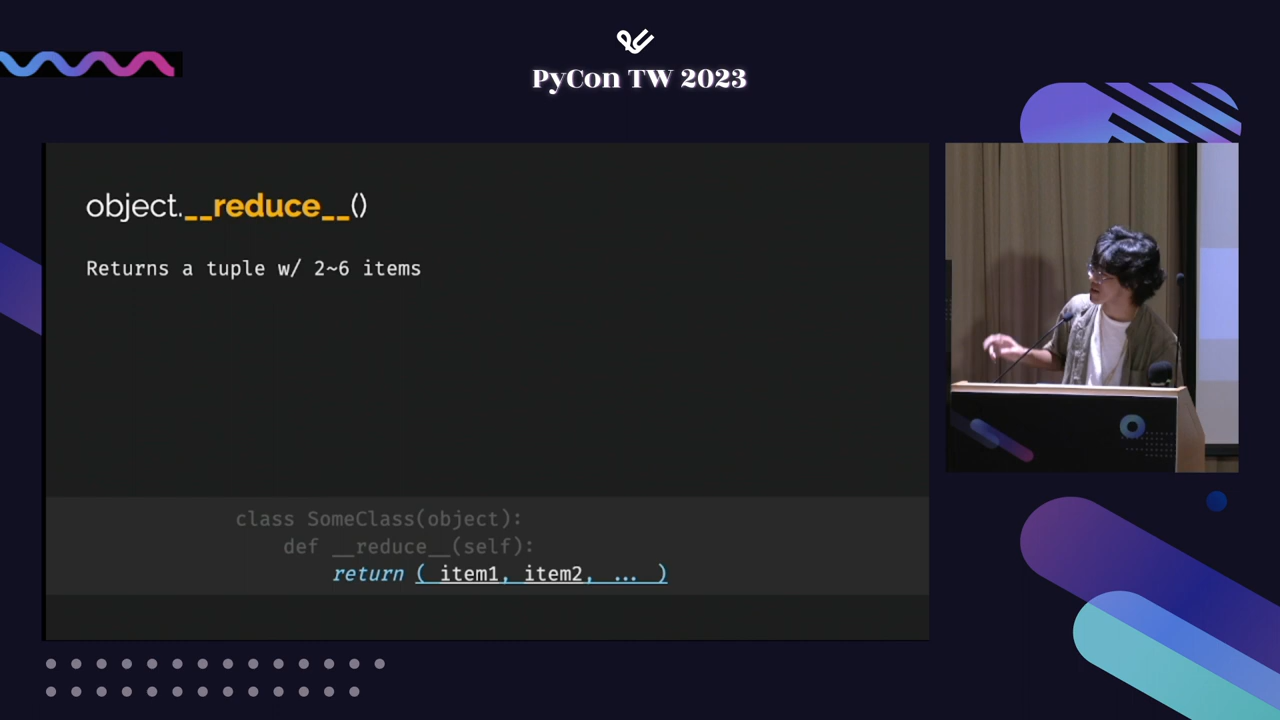 PyCon TW 2023
object.__reduce__()
Returns a tuple w/ 2~6 items
class SomeClass(object):
def __reduce__(self):
return ( item1, item2, ... )